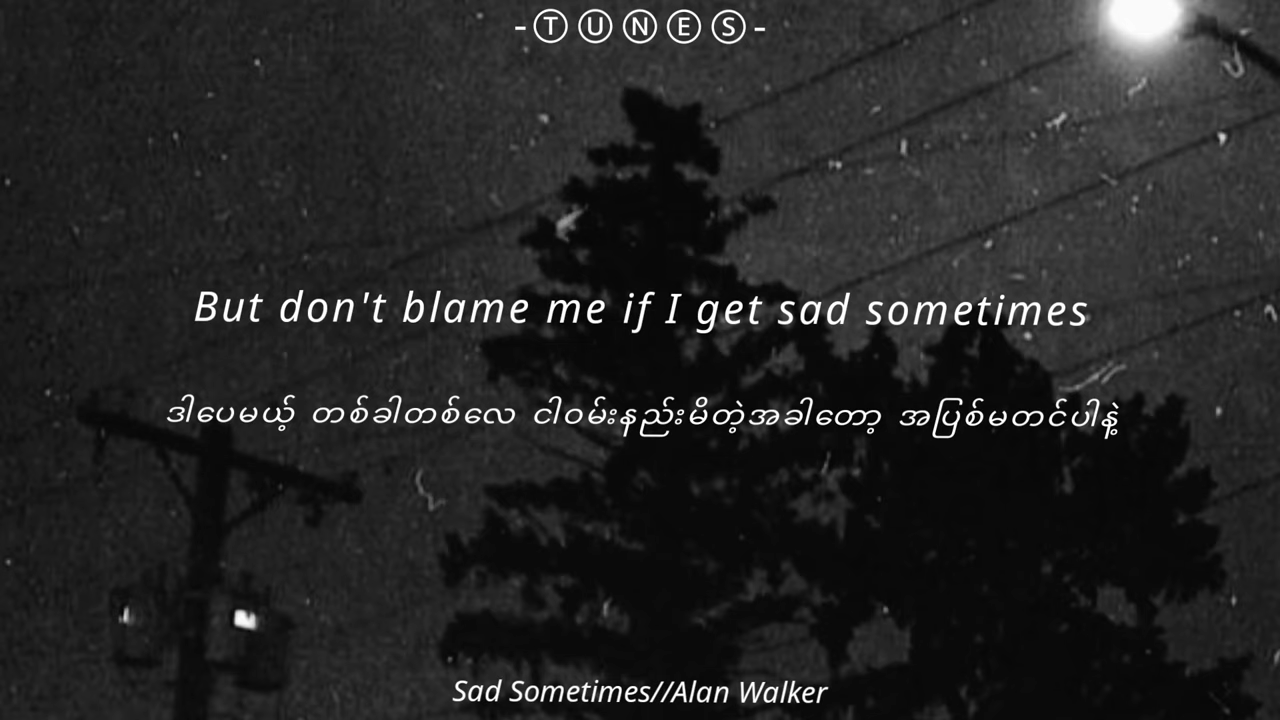 -ⓉⓊⓃⒺⓈ-
But don't blame me if I get sad sometimes
ဒါပေမယ့် တစ်ခါတစ်လေ ငါဝမ်းနည်းမိတဲ့အခါတော့ အပြစ်မတင်ပါနဲ့
Sad Sometimes//Alan Walker